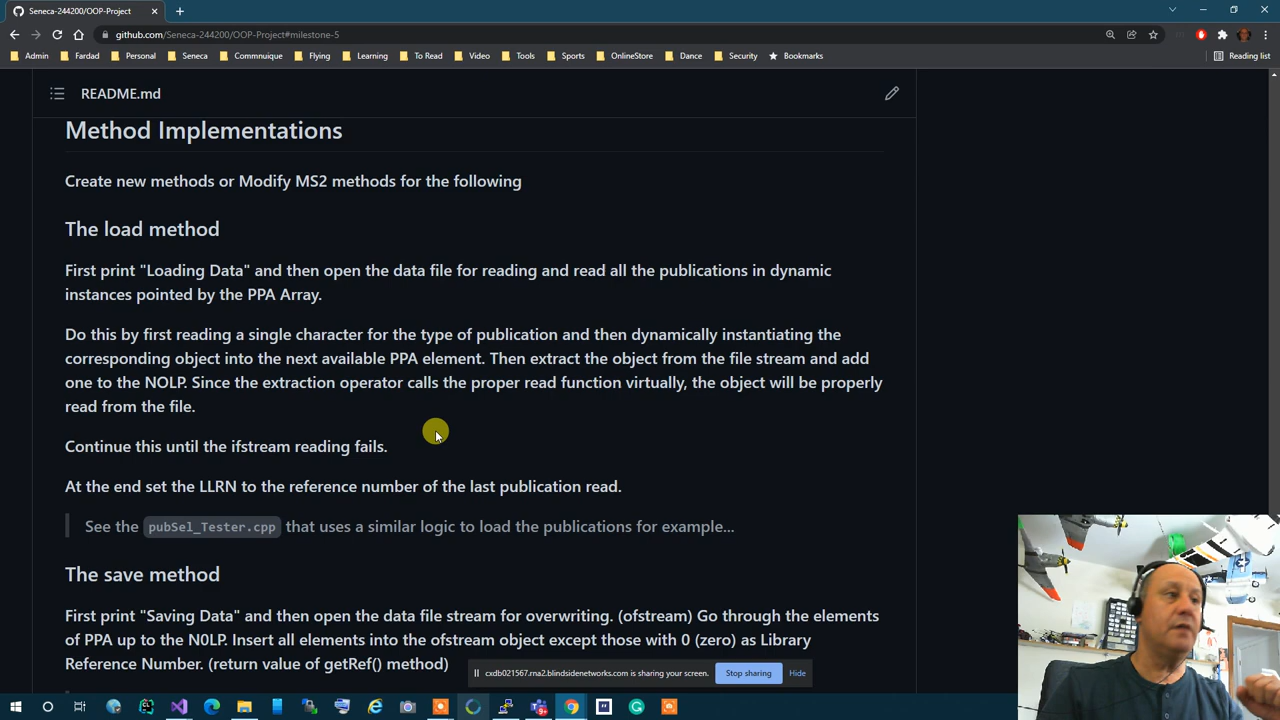 Seneca-244200/OOP-Project
github.com/Seneca-244200/OOP-Project#milestone-5
Admin Fardad Personal Seneca Commnuique Flying Learning To Read Video Tools Sports OnlineStore Dance Security Bookmarks Reading list
README.md
Method Implementations
Create new methods or Modify MS2 methods for the following
The load method
First print "Loading Data" and then open the data file for reading and read all the publications in dynamic
instances pointed by the PPA Array.
Do this by first reading a single character for the type of publication and then dynamically instantiating the
corresponding object into the next available PPA element. Then extract the object from the file stream and add
one to the NOLP. Since the extraction operator calls the proper read function virtually, the object will be properly
read from the file.
Continue this until the ifstream reading fails.
At the end set the LLRN to the reference number of the last publication read.
See the pubSel_Tester.cpp that uses a similar logic to load the publications for example...
The save method
First print "Saving Data" and then open the data file stream for overwriting. (ofstream) Go through the elements
of PPA up to the N0LP. Insert all elements into the ofstream object except those with 0 (zero) as Library
Reference Number. (return value of getRef() method)
cxdb021567.rna2.blindsidenetworks.com is sharing your screen. Stop sharing Hide